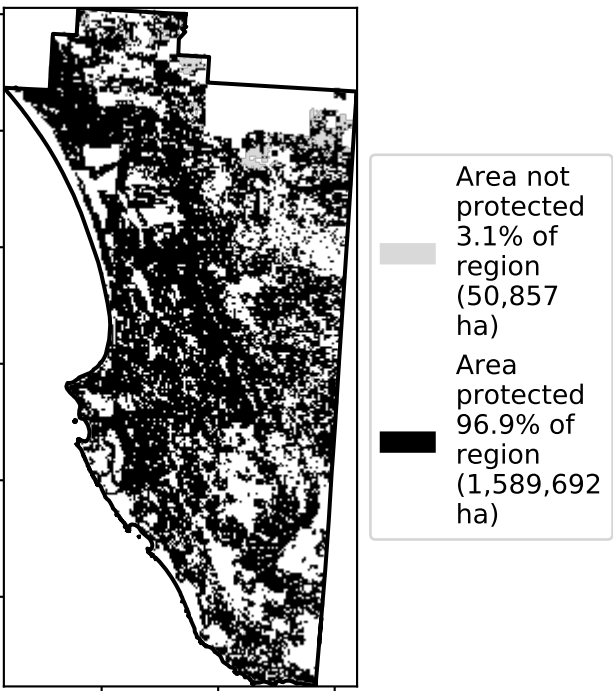 Area not
protected
3.1% of
region
(50,857
ha)
Area
protected
96.9% of
region
(1,589,692
ha)